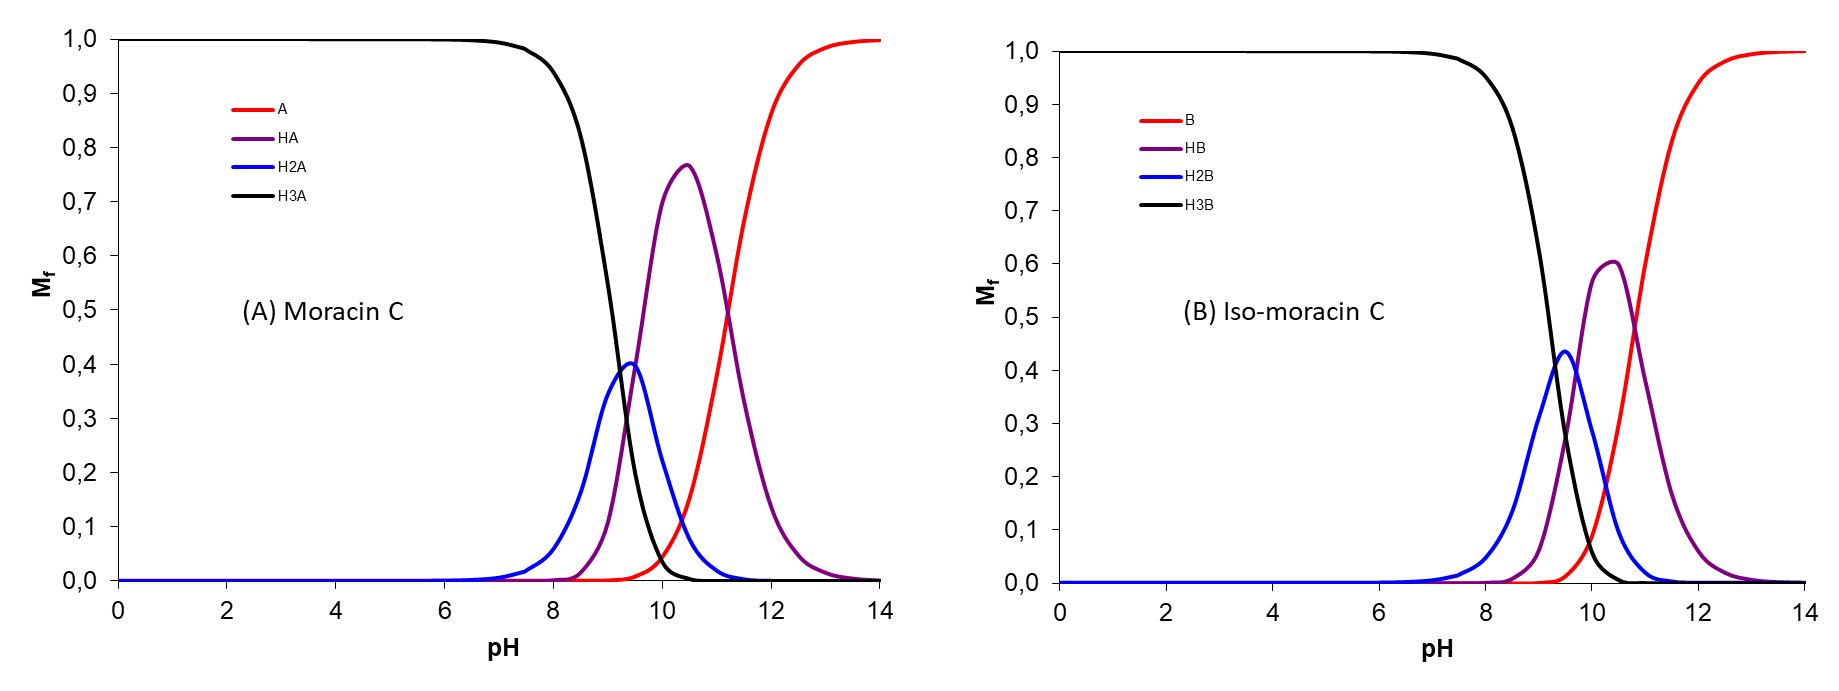 1,0
0,9
0,8
0,7
0,6
0,5
0,4
0,3
0,2
0,1
0,0
Mf
A
HA
H2A
H3A
(A) Moracin C
0 2 4 6 8 10 12 14
pH
1,0
0,9
0,8
0,7
0,6
0,5
0,4
0,3
0,2
0,1
0,0
Mf
B
HB
H2B
H3B
(B) Iso-moracin C
0 2 4 6 8 10 12 14
pH